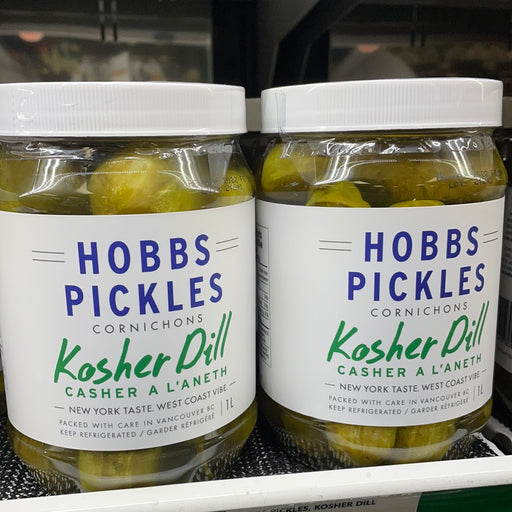 HOBBS
PICKLES
CORNICHONS
Kosher Dill
CASHER A L'ANETH
NEW YORK TASTE. WEST COAST VIBE.
PACKED WITH CARE IN VANCOUVER BC
KEEP REFRIGERATED / GARDER RÉFRIGÉRÉ
1L
HOBBS
PICKLES
CORNICHONS
Kosher Dill
CASHER A L'ANETH
NEW YORK TASTE. WEST COAST VIBE.
PACKED WITH CARE IN VANCOUVER BC
KEEP REFRIGERATED / GARDER RÉFRIGÉRÉ
1L
PICKLES, KOSHER DILL